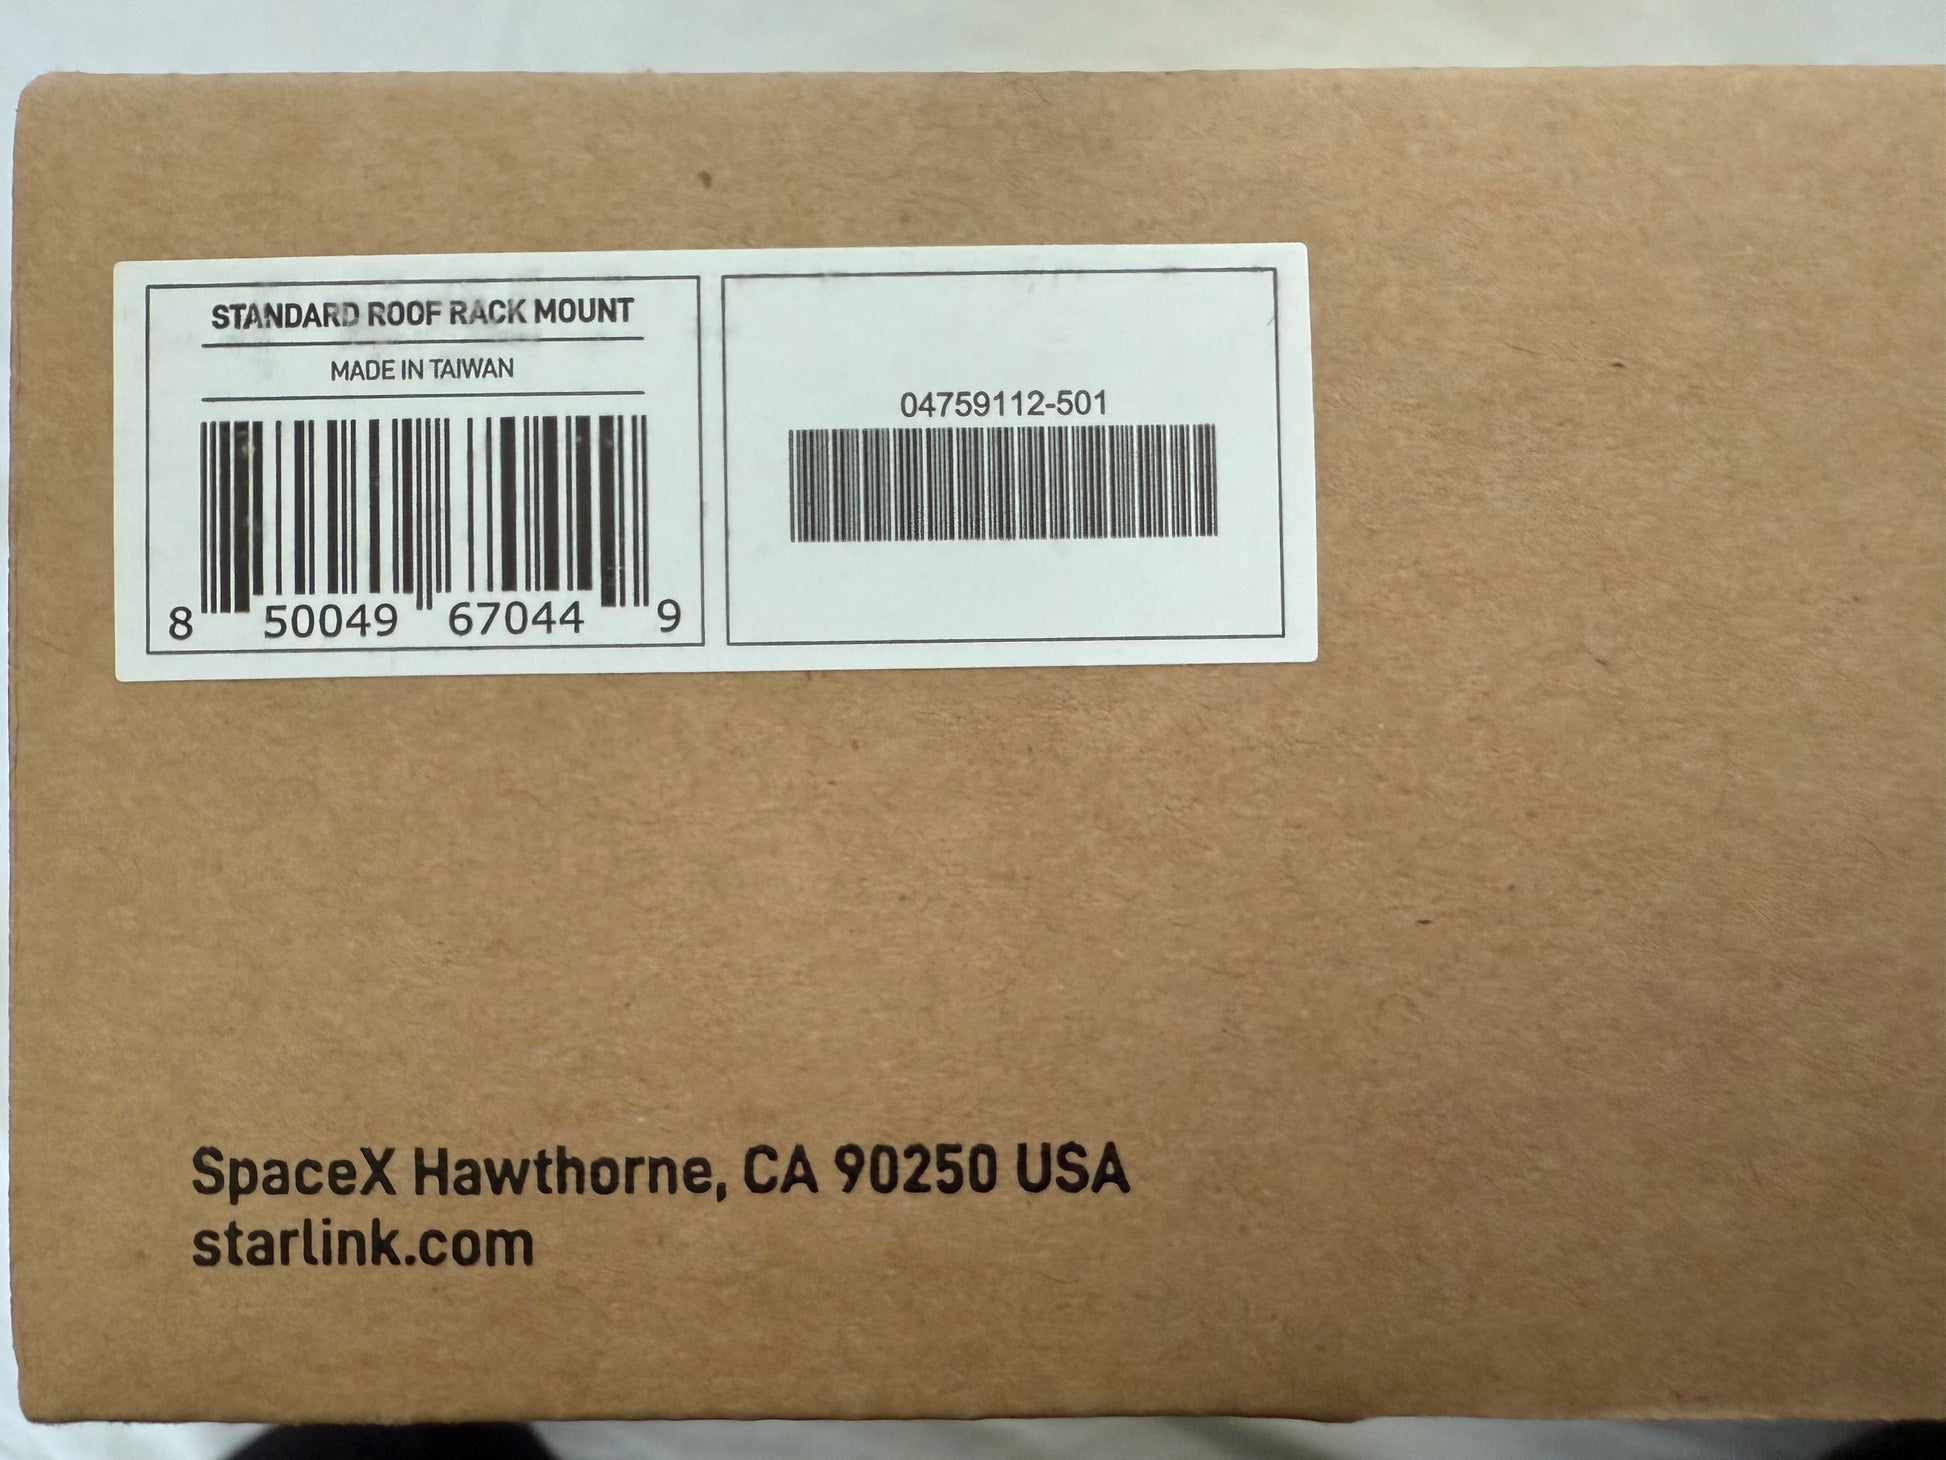 STANDARD ROOF RACK MOUNT
MADE IN TAIWAN
8 50049 67044 9
04759112-501
SpaceX Hawthorne, CA 90250 USA
starlink.com